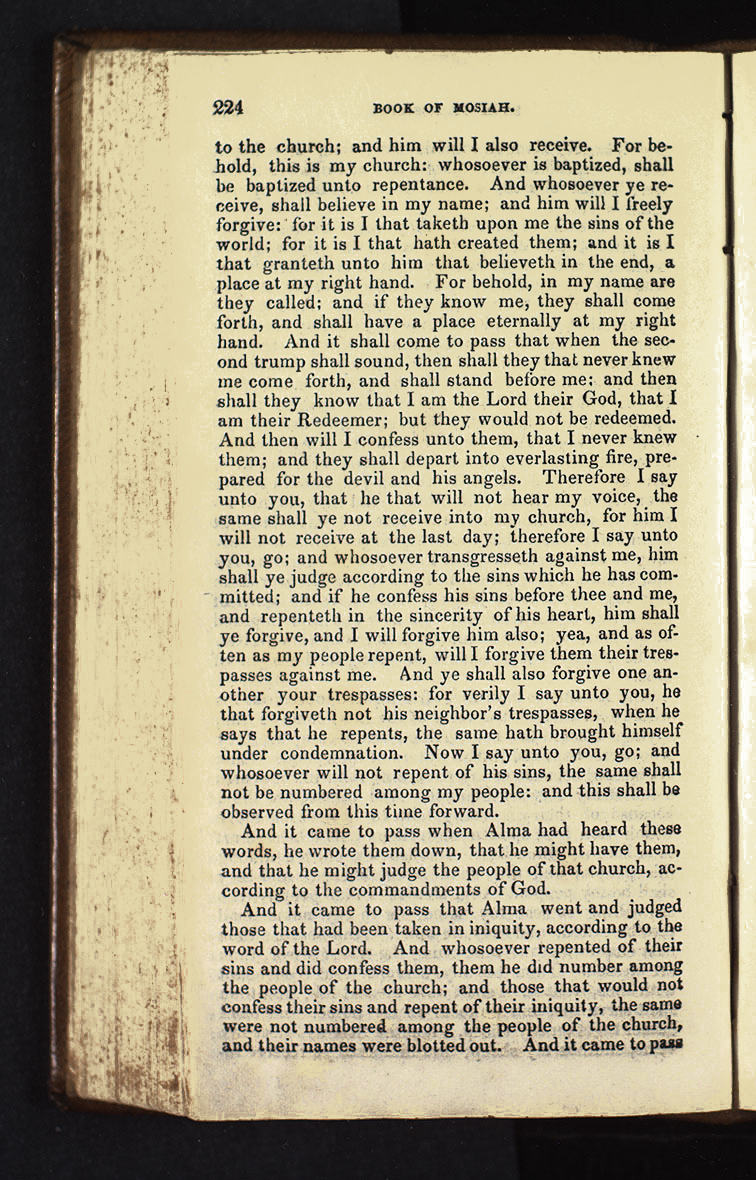 224 BOOK OF MOSIAH.
to the church; and him will I also receive. For be-
hold, this is my church: whosoever is baptized, shall
be baptized unto repentance. And whosoever ye re-
ceive, shall believe in my name; and him will I freely
forgive: for it is I that taketh upon me the sins of the
world; for it is I that hath created them; and it is I
that granteth unto him that believeth in the end, a
place at my right hand. For behold, in my name are
they called; and if they know me, they shall come
forth, and shall have a place eternally at my right
hand. And it shall come to pass that when the sec-
ond trump shall sound, then shall they that never knew
me come forth, and shall stand before me; and then
shall they know that I am the Lord their God, that I
am their Redeemer; but they would not be redeemed.
And then will I confess unto them, that I never knew
them; and they shall depart into everlasting fire, pre-
pared for the devil and his angels. Therefore I say
unto you, that he that will not hear my voice, the
same shall ye not receive into my church, for him I
will not receive at the last day; therefore I say unto
you, go; and whosoever transgresseth against me, him
shall ye judge according to the sins which he has com-
mitted; and if he confess his sins before thee and me,
and repenteth in the sincerity of his heart, him shall
ye forgive, and I will forgive him also; yea, and as of-
ten as my people repent, will I forgive them their tres-
passes against me. And ye shall also forgive one an-
other your trespasses: for verily I say unto you, he
that forgiveth not his neighbor's trespasses, when he
says that he repents, the same hath brought himself
under condemnation. Now I say unto you, go; and
whosoever will not repent of his sins, the same shall
not be numbered among my people: and this shall be
observed from this time forward.
And it came to pass when Alma had heard these
words, he wrote them down, that he might have them,
and that he might judge the people of that church, ac-
cording to the commandments of God.
And it came to pass that Alma went and judged
those that had been taken in iniquity, according to the
word of the Lord. And whosoever repented of their
sins and did confess them, them he did number among
the people of the church; and those that would not
confess their sins and repent of their iniquity, the same
were not numbered among the people of the church,
and their names were blotted out. And it came to pass